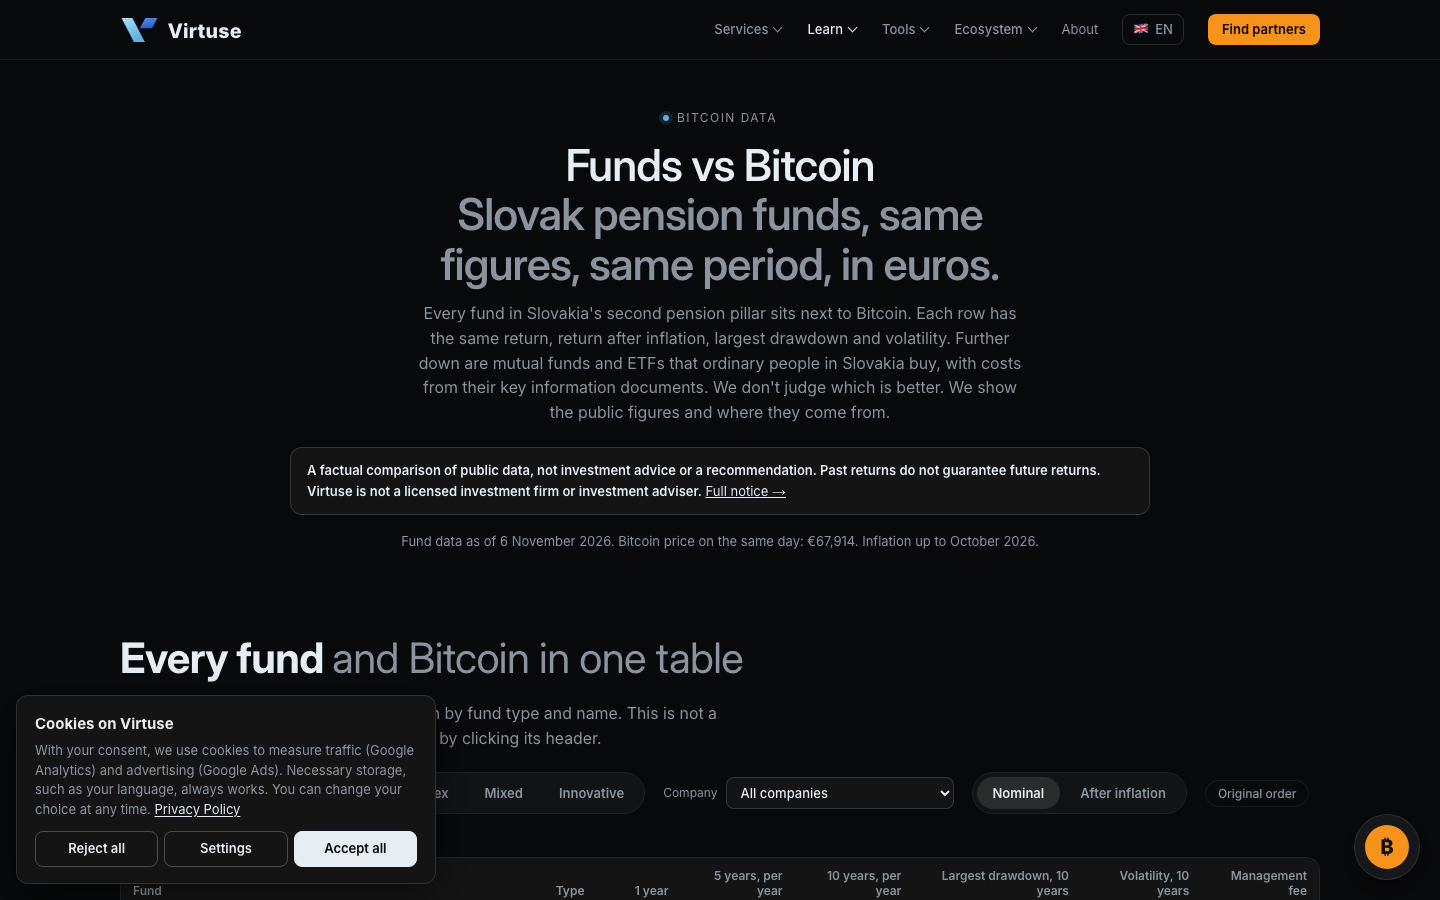 Virtuse
Services Learn Tools Ecosystem About EN Find partners
BITCOIN DATA
Funds vs Bitcoin
Slovak pension funds, same
figures, same period, in euros.
Every fund in Slovakia's second pension pillar sits next to Bitcoin. Each row has
the same return, return after inflation, largest drawdown and volatility. Further
down are mutual funds and ETFs that ordinary people in Slovakia buy, with costs
from their key information documents. We don't judge which is better. We show
the public figures and where they come from.
A factual comparison of public data, not investment advice or a recommendation. Past returns do not guarantee future returns.
Virtuse is not a licensed investment firm or investment adviser. Full notice →
Fund data as of 6 November 2026. Bitcoin price on the same day: €67,914. Inflation up to October 2026.
Every fund and Bitcoin in one table
by fund type and name. This is not a
by clicking its header.
Mixed Innovative Company All companies Nominal After inflation Original order
Cookies on Virtuse
With your consent, we use cookies to measure traffic (Google
Analytics) and advertising (Google Ads). Necessary storage,
such as your language, always works. You can change your
choice at any time. Privacy Policy
Reject all Settings Accept all
Fund Type 1 year 5 years, per year 10 years, per year Largest drawdown, 10 years Volatility, 10 years Management fee